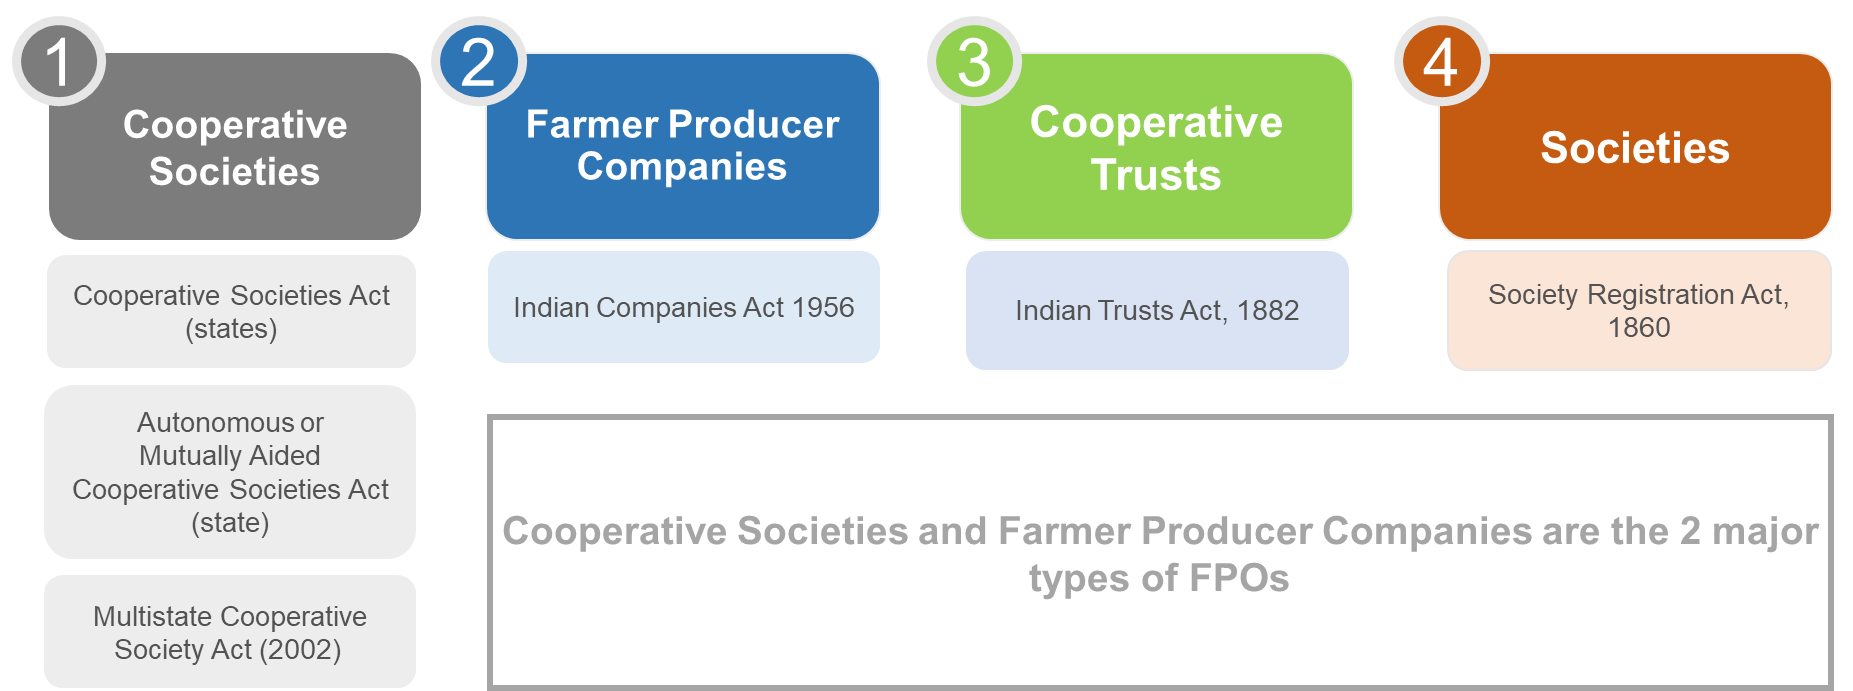 1
Cooperative
Societies
Cooperative Societies Act
(states)
Autonomous or
Mutually Aided
Cooperative Societies Act
(state)
Multistate Cooperative
Society Act (2002)
2
Farmer Producer
Companies
Indian Companies Act 1956
3
Cooperative
Trusts
Indian Trusts Act, 1882
4
Societies
Society Registration Act,
1860
Cooperative Societies and Farmer Producer Companies are the 2 major
types of FPOs